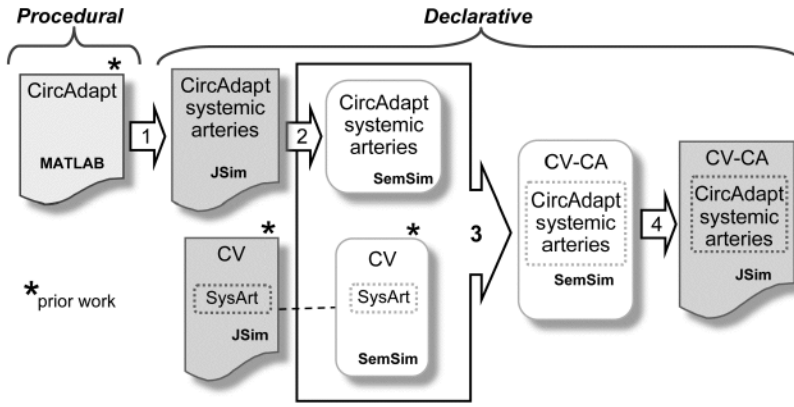 Procedural
Declarative
*
CircAdapt
MATLAB
1
CircAdapt
systemic
arteries
JSim
2
CircAdapt
systemic
arteries
SemSim
*
CV
SysArt
JSim
*
CV
SysArt
SemSim
3
CV-CA
CircAdapt
systemic
arteries
SemSim
4
CV-CA
CircAdapt
systemic
arteries
JSim
*prior work